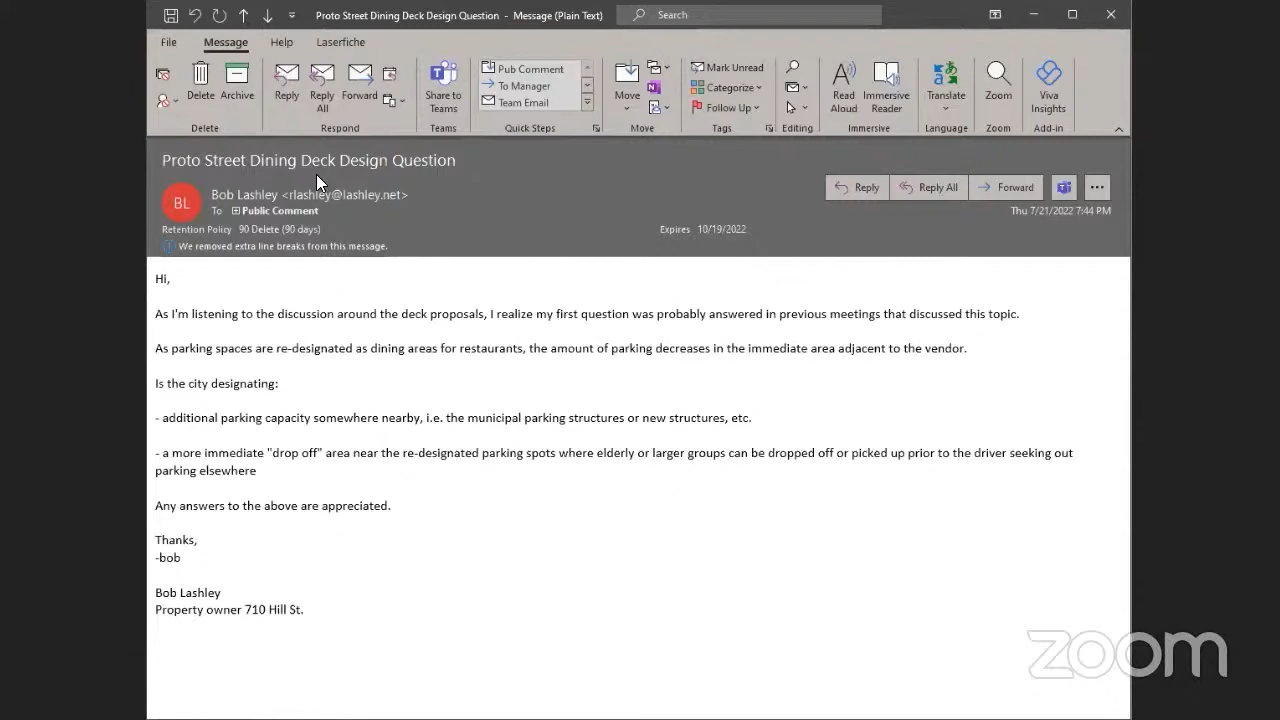 Proto Street Dining Deck Design Question - Message (Plain Text)
Search
File Message Help Laserfiche
Delete Archive Reply Reply All Forward Share to Teams
Pub Comment
To Manager
Team Email
Move
Mark Unread
Categorize
Follow Up
Read Aloud Immersive Reader Translate Zoom Viva Insights
Delete Respond Teams Quick Steps Move Tags Editing Immersive Language Zoom Add-in
Proto Street Dining Deck Design Question
BL
Bob Lashley <rlashley@lashley.net>
To Public Comment
Reply Reply All Forward
Thu 7/21/2022 7:44 PM
Retention Policy 90 Delete (90 days) Expires 10/19/2022
We removed extra line breaks from this message.
Hi,
As I'm listening to the discussion around the deck proposals, I realize my first question was probably answered in previous meetings that discussed this topic.
As parking spaces are re-designated as dining areas for restaurants, the amount of parking decreases in the immediate area adjacent to the vendor.
Is the city designating:
- additional parking capacity somewhere nearby, i.e. the municipal parking structures or new structures, etc.
- a more immediate "drop off" area near the re-designated parking spots where elderly or larger groups can be dropped off or picked up prior to the driver seeking out
parking elsewhere
Any answers to the above are appreciated.
Thanks,
-bob
Bob Lashley
Property owner 710 Hill St.
zoom